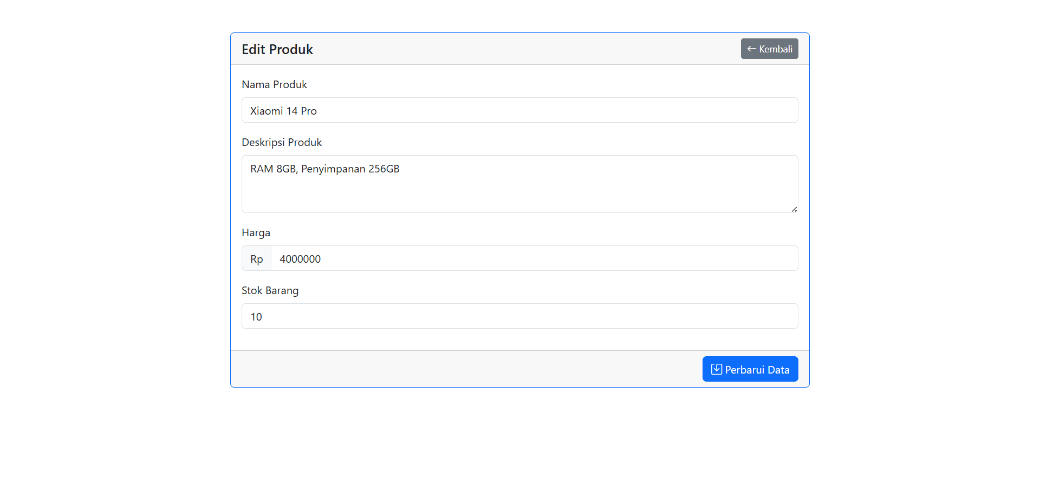 Edit Produk
← Kembali
Nama Produk
Xiaomi 14 Pro
Deskripsi Produk
RAM 8GB, Penyimpanan 256GB
Harga
Rp 4000000
Stok Barang
10
Perbarui Data